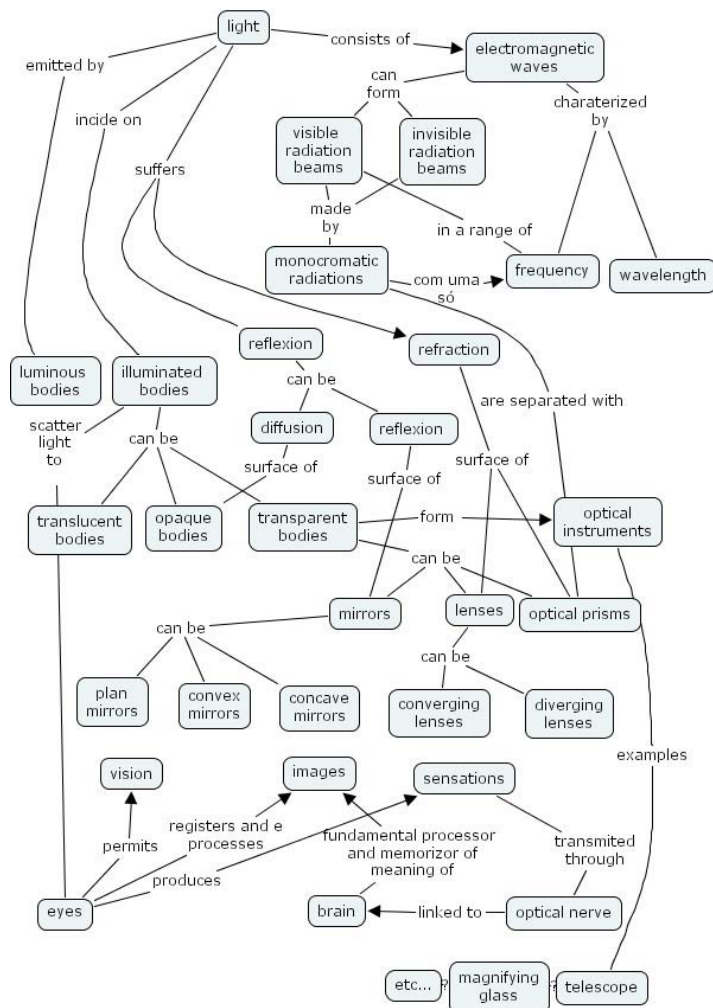 light
consists of
electromagnetic
waves
emitted by
can
form
charaterized
by
incide on
visible
radiation
beams
invisible
radiation
beams
suffers
made
by
in a range of
monocromatic
radiations
com uma
só
frequency
wavelength
reflexion
refraction
luminous
bodies
illuminated
bodies
can be
are separated with
scatter
light
to
can be
diffusion
reflexion
surface of
surface of
surface of
translucent
bodies
opaque
bodies
transparent
bodies
form
optical
instruments
can be
mirrors
lenses
optical prisms
can be
can be
plan
mirrors
convex
mirrors
concave
mirrors
converging
lenses
diverging
lenses
vision
images
sensations
examples
registers and e
processes
fundamental processor
and memorizor of
meaning of
transmited
through
permits
produces
eyes
brain
linked to
optical nerve
etc...
?
magnifying
glass
?
telescope